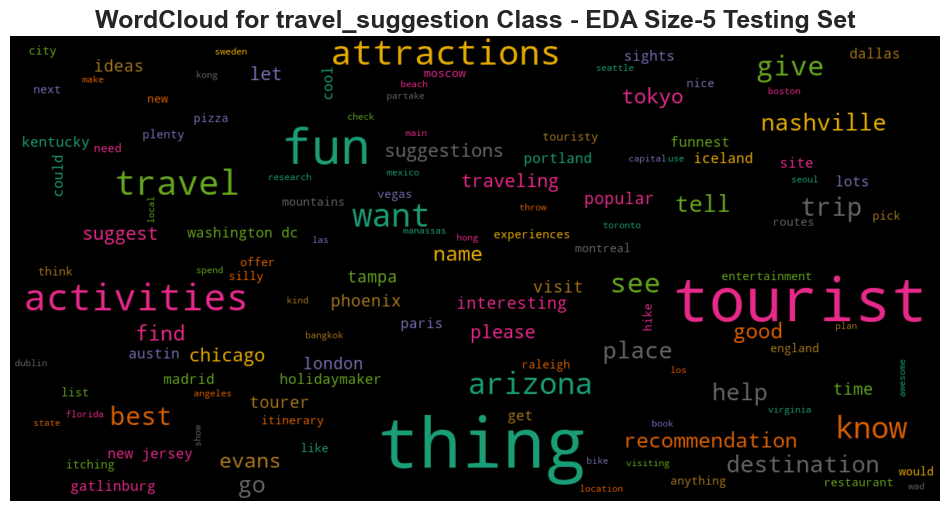 WordCloud for travel_suggestion Class - EDA Size-5 Testing Set
city
sweden
attractions
sights
dallas
ideas
let
cool
moscow
seattle
give
make
kong
beach
partake
nice
boston
next
new
tokyo
pizza
check
nashville
plenty
main
touristy
kentucky
need
fun
suggestions
funnest
portland
capital
use
iceland
site
could
travel
research
mexico
traveling
seoul
lots
local
mountains
vegas
popular
want
throw
tell
trip
pick
routes
suggest
washington dc
las
manassas
hong
experiences
toronto
name
montreal
think
spend
offer
silly
tampa
visit
see
entertainment
activities
kind
phoenix
interesting
hike
tourist
find
bangkok
paris
please
good
plan
austin
chicago
place
england
dublin
london
raleigh
los
madrid
holidaymaker
arizona
help
time
awesome
list
angeles
tourer
florida
best
itinerary
get
virginia
state
show
thing
book
know
new jersey
like
recommendation
itching
evans
bike
visiting
destination
would
gatlinburg
go
location
anything
restaurant
wad